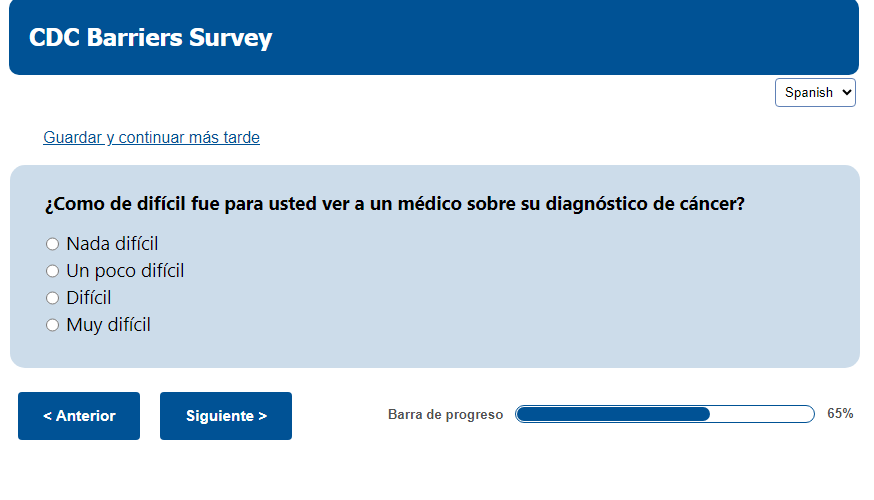 CDC Barriers Survey
Spanish
Guardar y continuar más tarde
¿Como de difícil fue para usted ver a un médico sobre su diagnóstico de cáncer?
Nada difícil
Un poco difícil
Difícil
Muy difícil
< Anterior
Siguiente >
Barra de progreso
65%